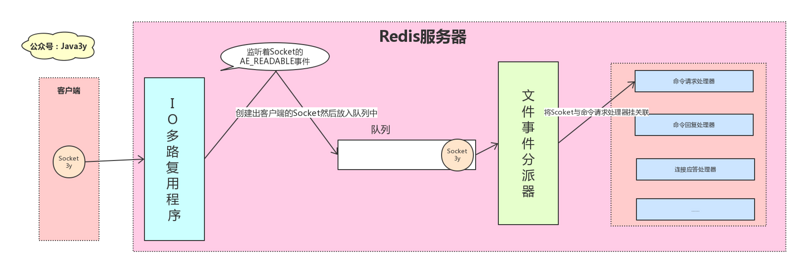 Redis服务器
公众号：Java3y
监听着Socket的
AE_READABLE事件
客户端
Socket
3y
IO多路复用程序
创建出客户端的Socket然后放入队列中
队列
Socket
3y
文件事件分派器
将Scoket与命令请求处理器挂关联
命令请求处理器
命令回复处理器
连接应答处理器
......